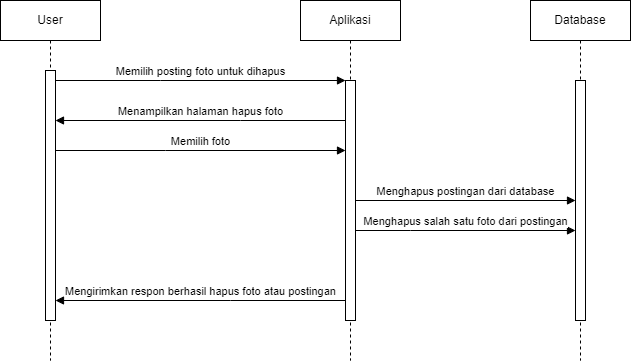 User
Aplikasi
Database
Memilih posting foto untuk dihapus
Menampilkan halaman hapus foto
Memilih foto
Menghapus postingan dari database
Menghapus salah satu foto dari postingan
Mengirimkan respon berhasil hapus foto atau postingan